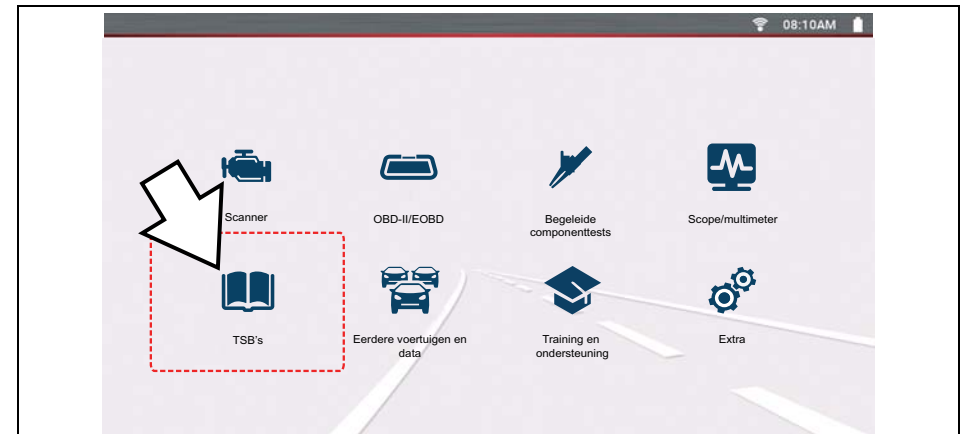 08:10AM
Scanner
OBD-II/EOBD
Begeleide
componenttests
Scope/multimeter
TSB's
Eerdere voertuigen en
data
Training en
ondersteuning
Extra